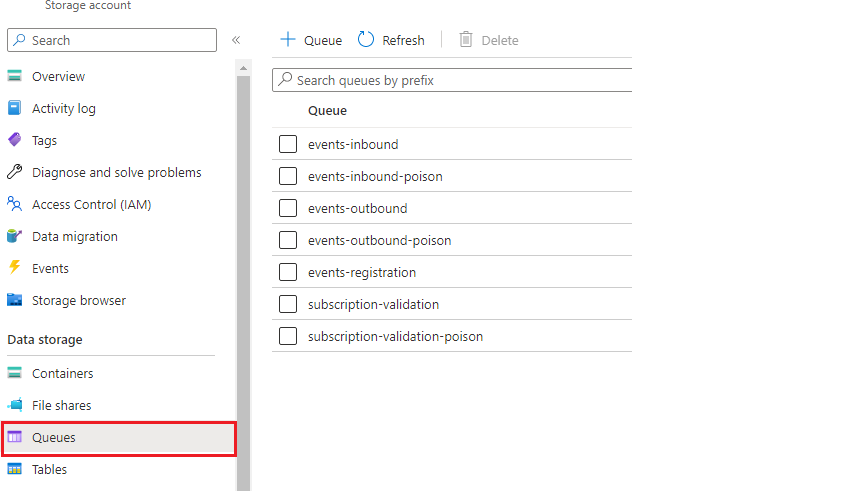 Storage account
Search
«
Overview
Activity log
Tags
Diagnose and solve problems
Access Control (IAM)
Data migration
Events
Storage browser
Data storage
Containers
File shares
Queues
Tables
Queue
Refresh
Delete
Search queues by prefix
Queue
events-inbound
events-inbound-poison
events-outbound
events-outbound-poison
events-registration
subscription-validation
subscription-validation-poison